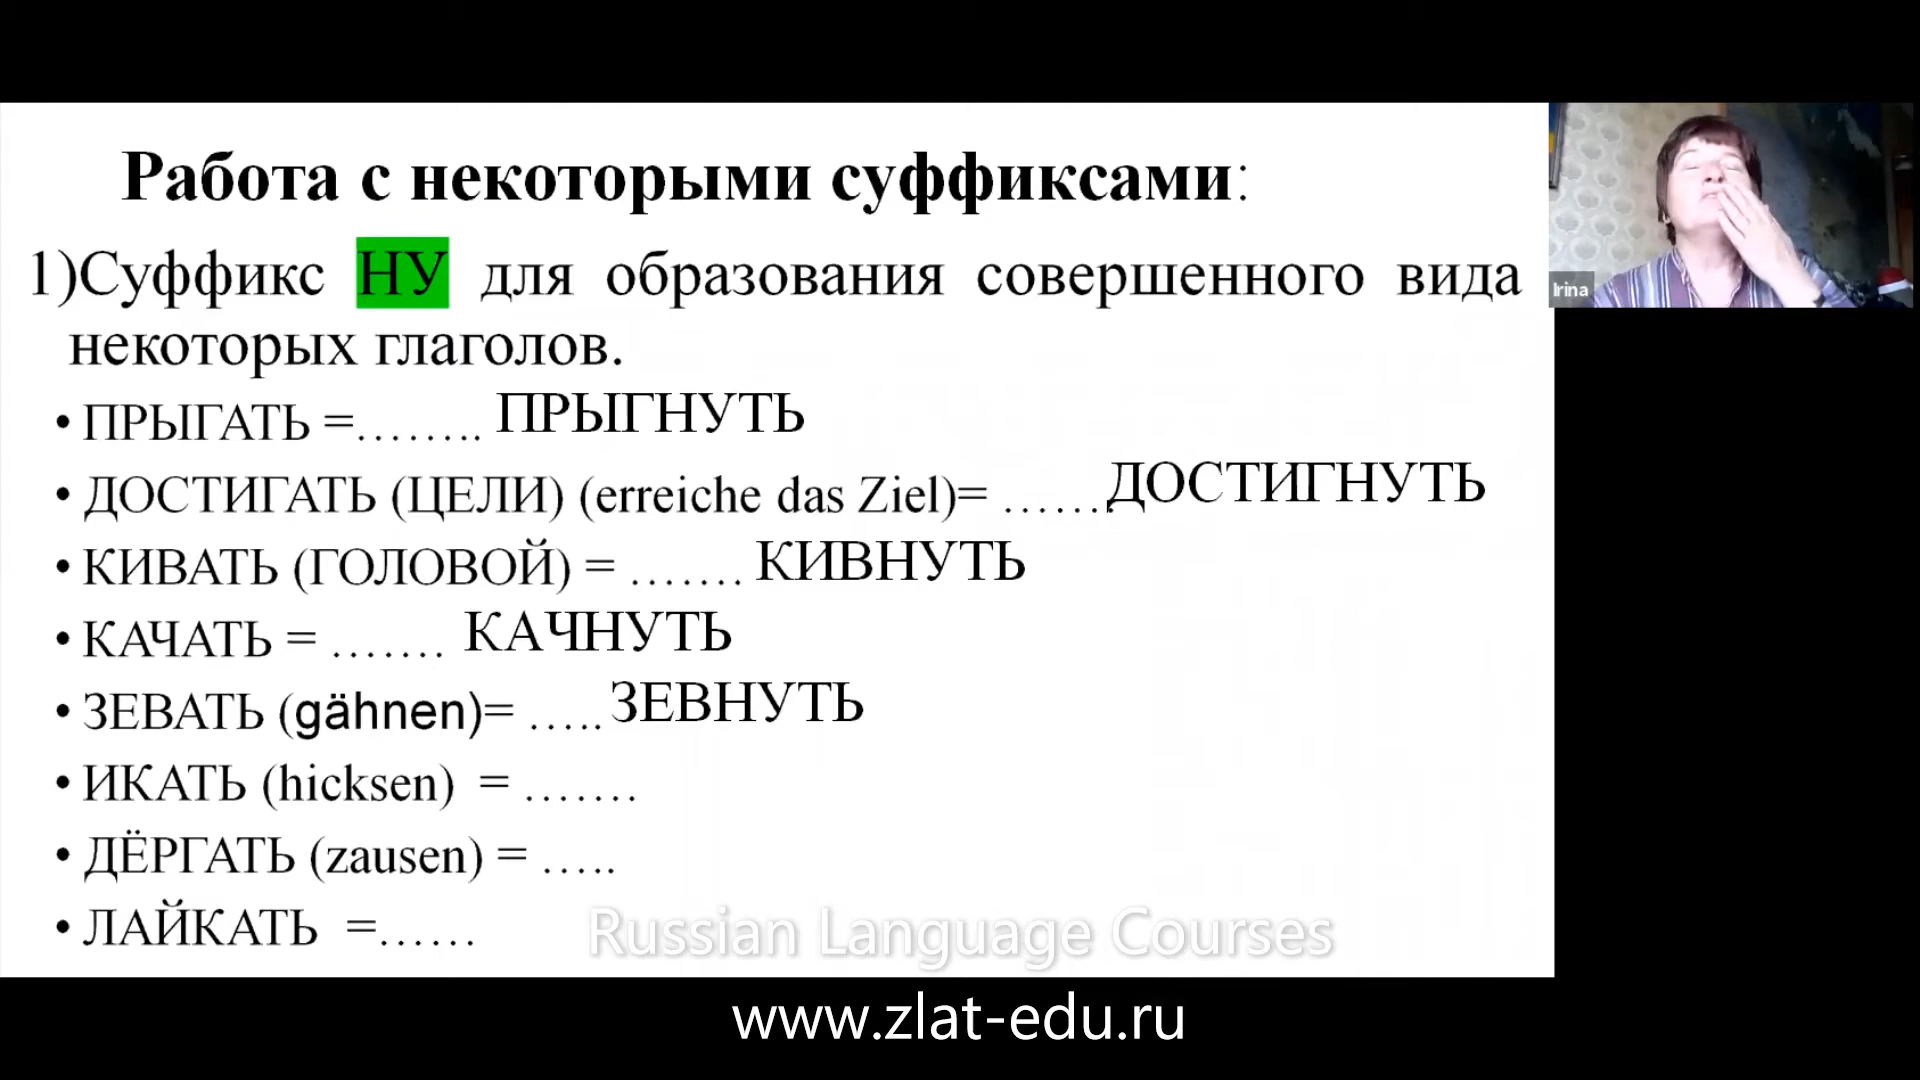 Работа с некоторыми суффиксами:
1)Суффикс НУ для образования совершенного вида
некоторых глаголов.
• ПРЫГАТЬ =…….. ПРЫГНУТЬ
• ДОСТИГАТЬ (ЦЕЛИ) (erreiche das Ziel)= ……. ДОСТИГНУТЬ
• КИВАТЬ (ГОЛОВОЙ) = ……. КИВНУТЬ
• КАЧАТЬ = ……. КАЧНУТЬ
• ЗЕВАТЬ (gähnen)= ….. ЗЕВНУТЬ
• ИКАТЬ (hicksen) = …….
• ДЁРГАТЬ (zausen) = …..
• ЛАЙКАТЬ =……
Irina
Russian Language Courses
www.zlat-edu.ru